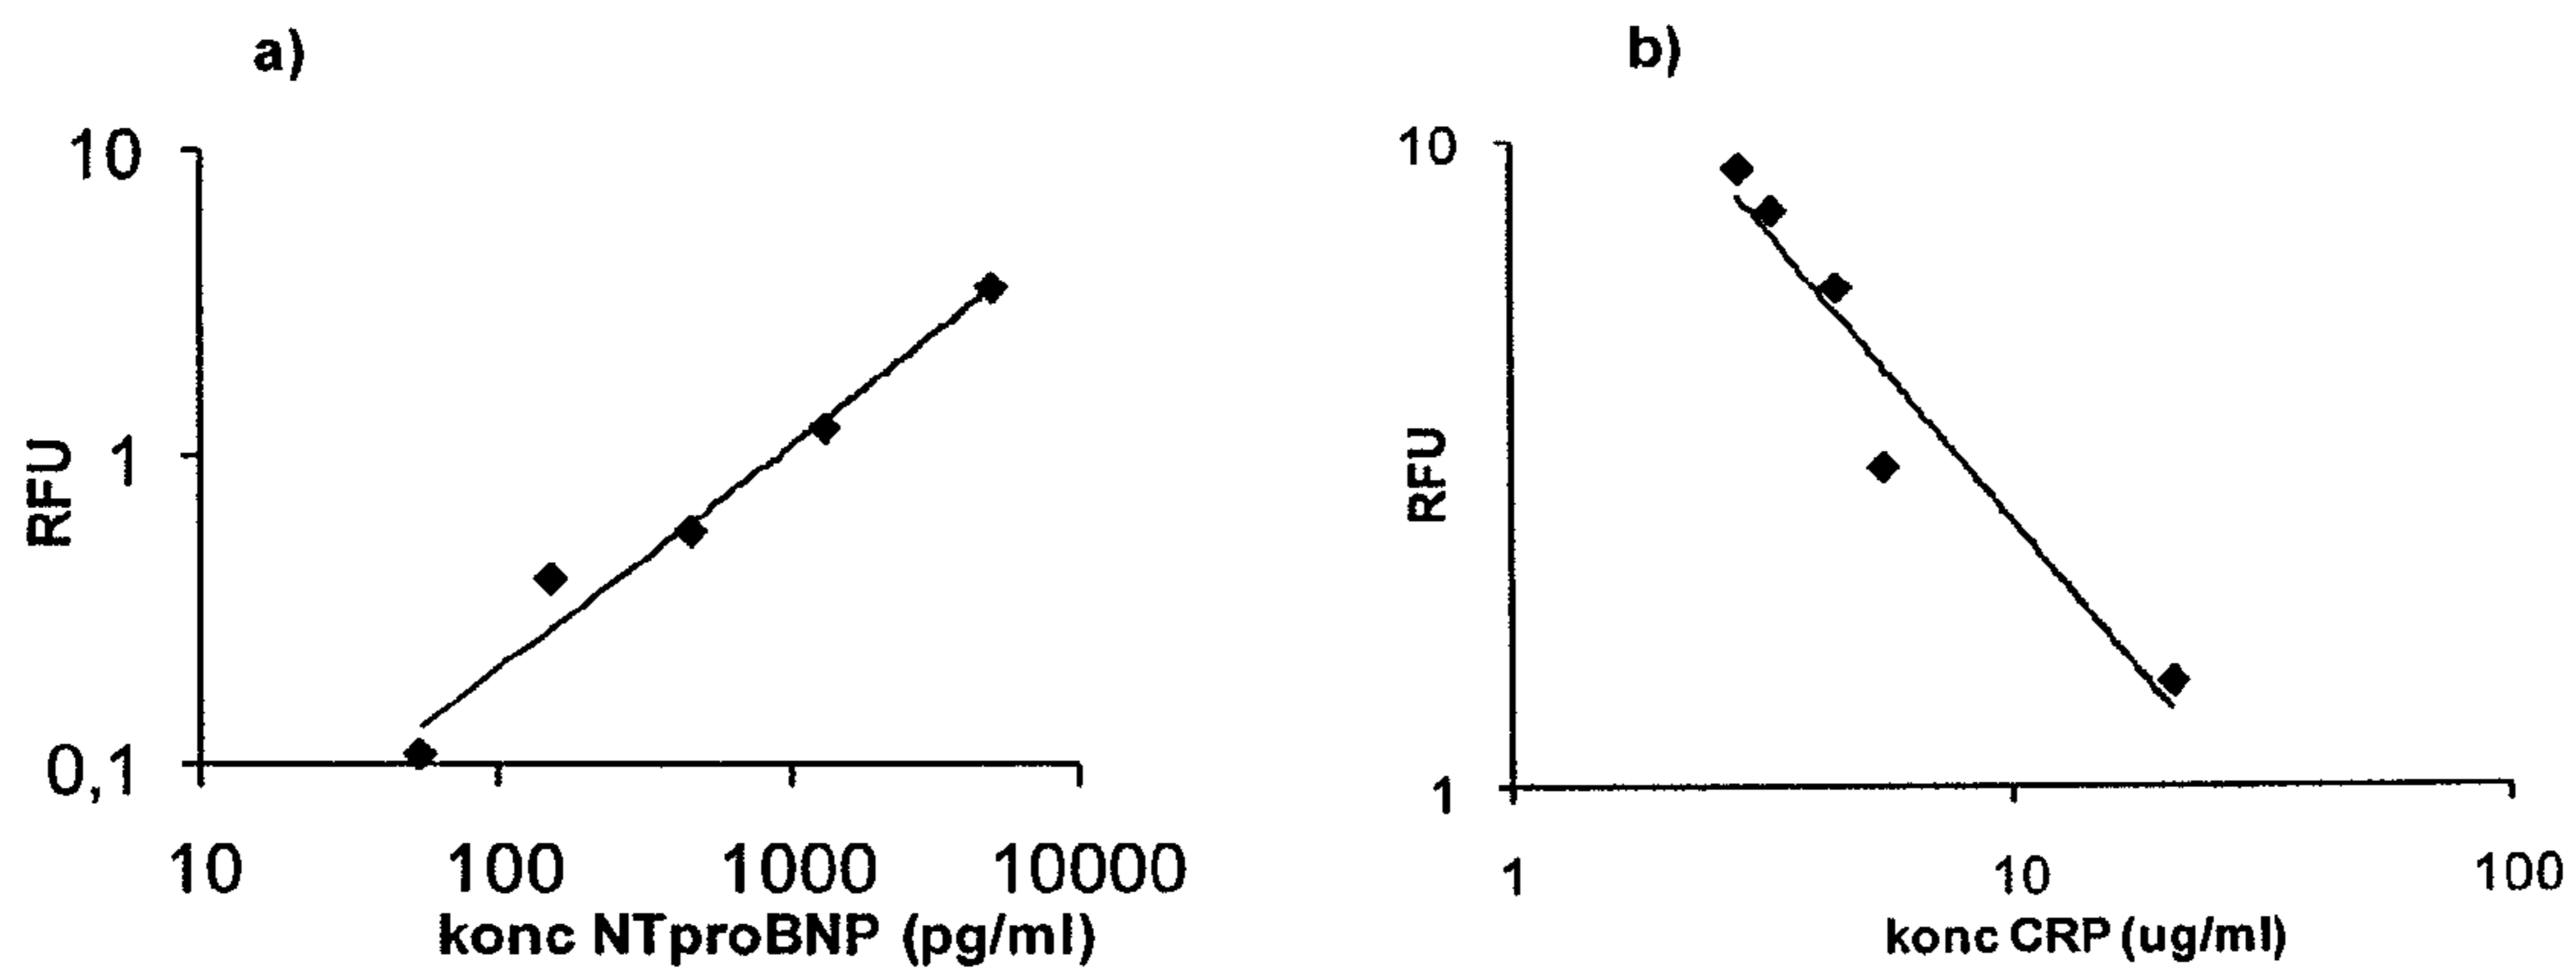 a)
10
1
0,1
RFU
10 100 1000 10000
konc NTproBNP (pg/ml)
b)
10
1
RFU
1 10 100
konc CRP (ug/ml)